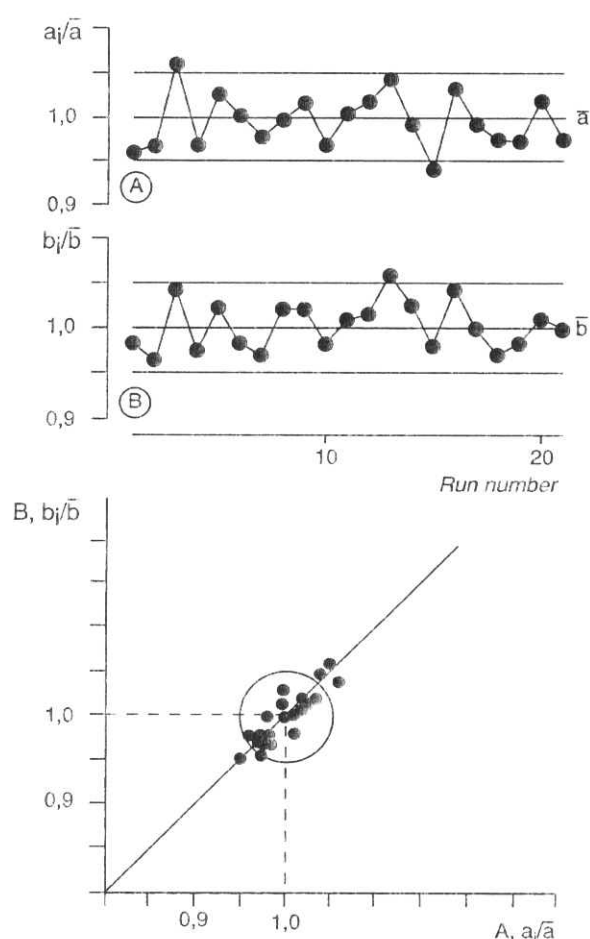 aᵢ/a̅
1,0
a̅
A
0,9
bᵢ/b̅
1,0
b̅
B
0,9
10 20
Run number
B, bᵢ/b̅
1,0
0,9
0,9 1,0
A, aᵢ/a̅